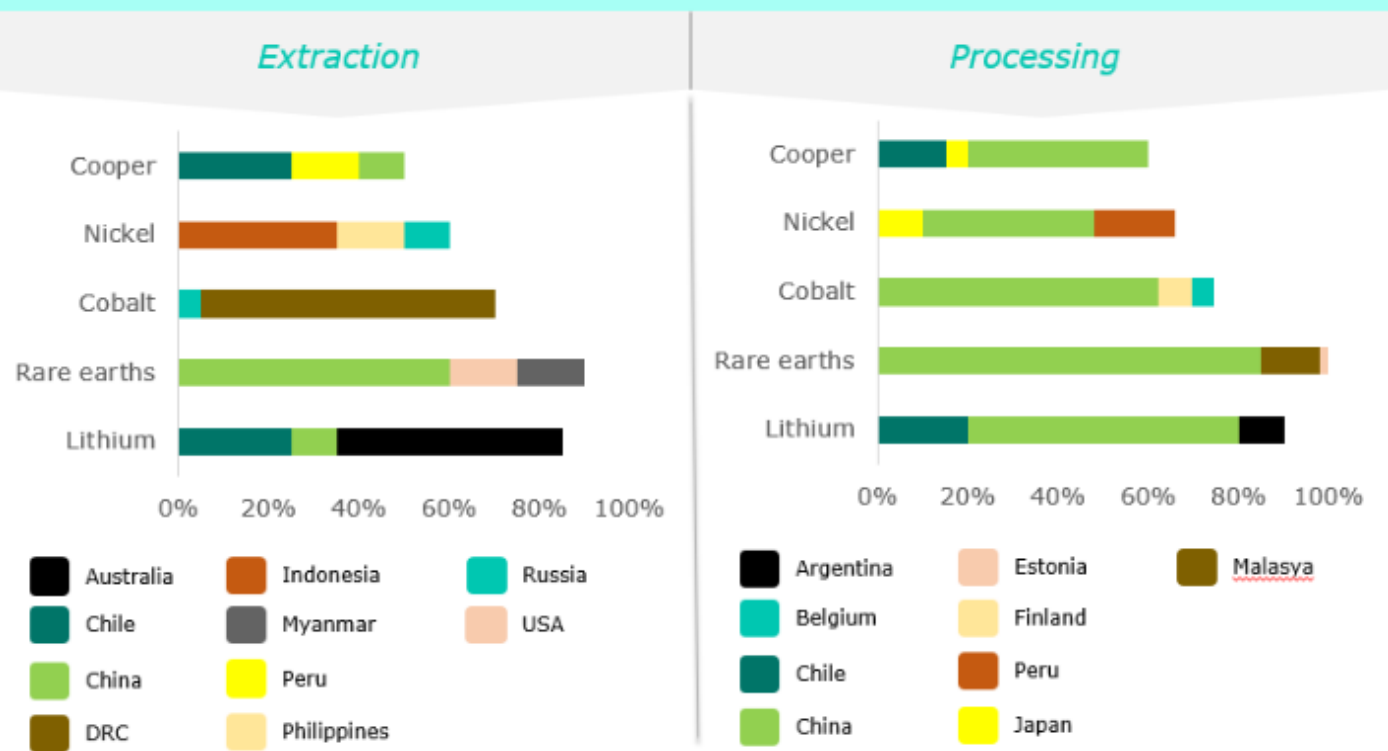 Extraction
Processing
Cooper
Nickel
Cobalt
Rare earths
Lithium
0% 20% 40% 60% 80% 100%
Australia Indonesia Russia
Chile Myanmar USA
China Peru
DRC Philippines
Cooper
Nickel
Cobalt
Rare earths
Lithium
0% 20% 40% 60% 80% 100%
Argentina Estonia Malasya
Belgium Finland
Chile Peru
China Japan